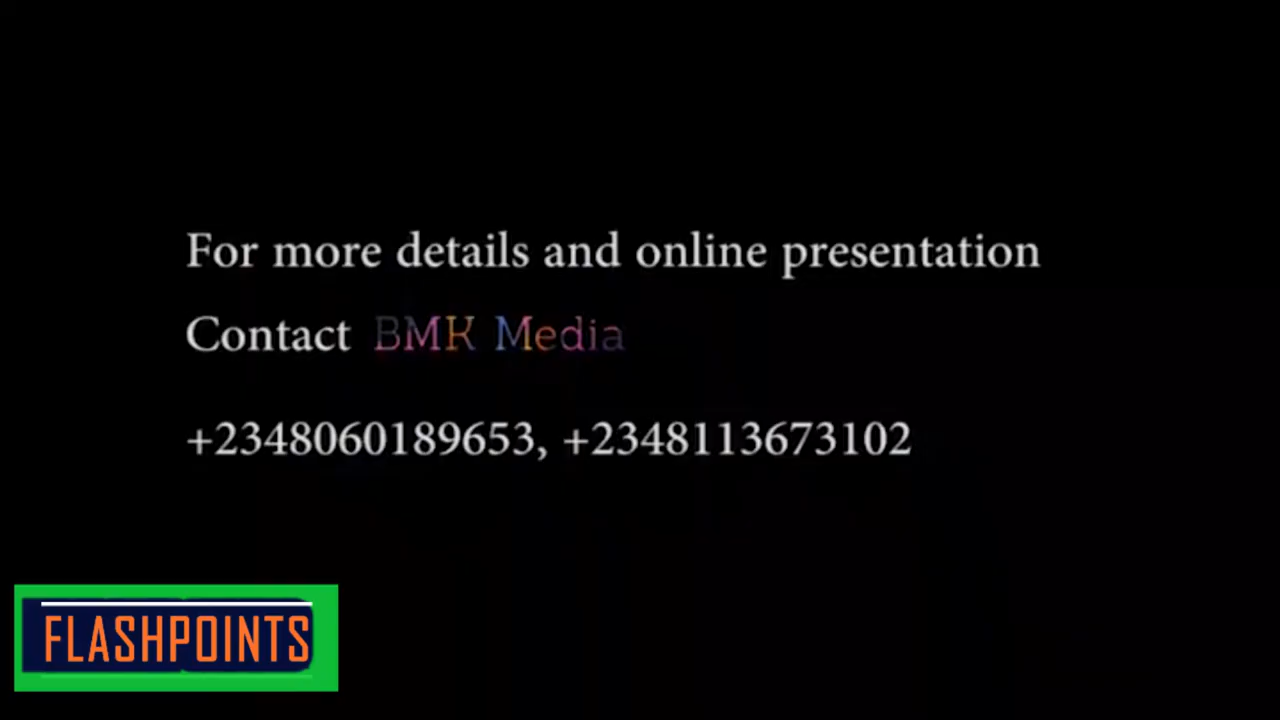 For more details and online presentation
Contact BMK Media
+2348060189653, +2348113673102
FLASHPOINTS